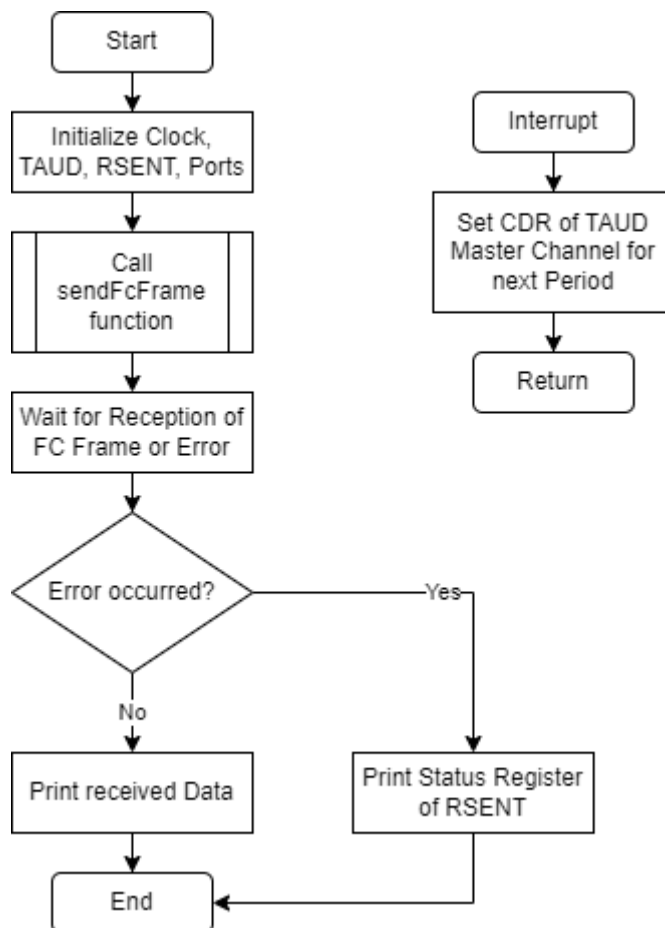 Start
Initialize Clock,
TAUD, RSENT, Ports
Call
sendFcFrame
function
Wait for Reception of
FC Frame or Error
Error occurred?
Yes
No
Print received Data
Print Status Register
of RSENT
End
Interrupt
Set CDR of TAUD
Master Channel for
next Period
Return